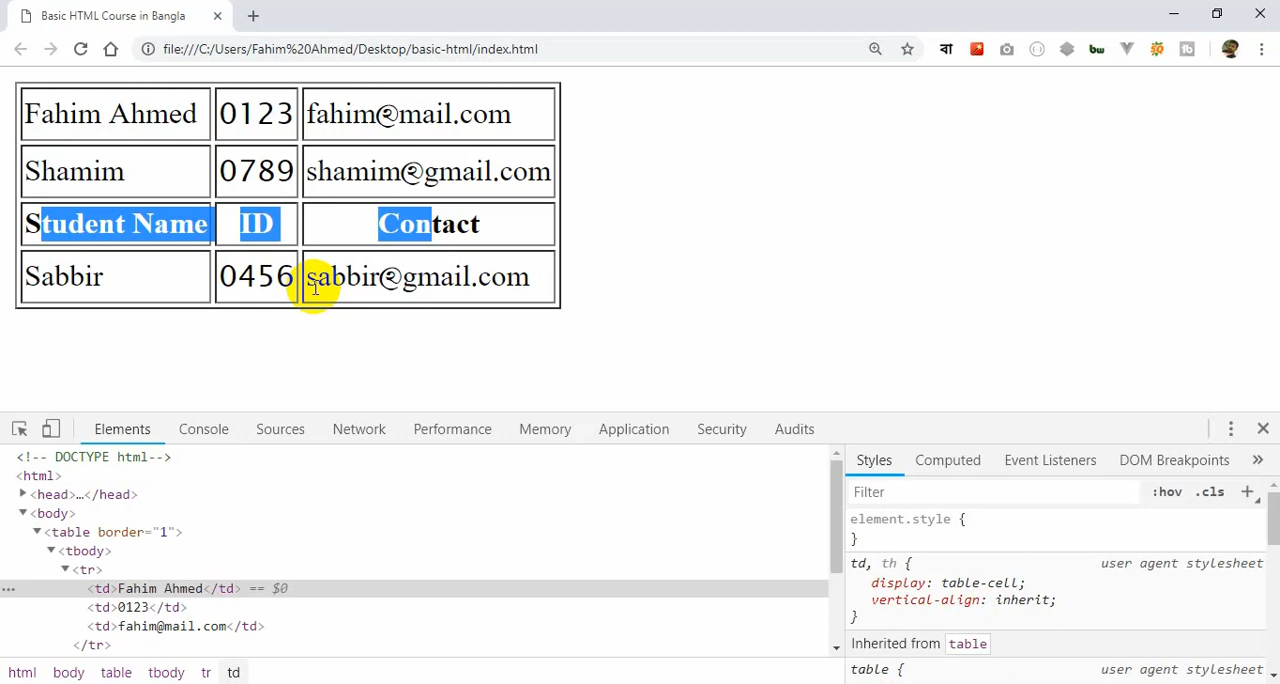 Basic HTML Course in Bangla
file:///C:/Users/Fahim%20Ahmed/Desktop/basic-html/index.html
বা
bw
Fahim Ahmed 0123 fahim@mail.com
Shamim 0789 shamim@gmail.com
Student Name ID Contact
Sabbir 0456 sabbir@gmail.com
Elements Console Sources Network Performance Memory Application Security Audits
<!-- DOCTYPE html-->
<html>
<head>…</head>
<body>
<table border="1">
<tbody>
<tr>
<td>Fahim Ahmed</td> == $0
<td>0123</td>
<td>fahim@mail.com</td>
</tr>
html body table tbody tr td
Styles Computed Event Listeners DOM Breakpoints »
Filter :hov .cls +
element.style {
}
td, th { user agent stylesheet
display: table-cell;
vertical-align: inherit;
}
Inherited from table
table { user agent stylesheet